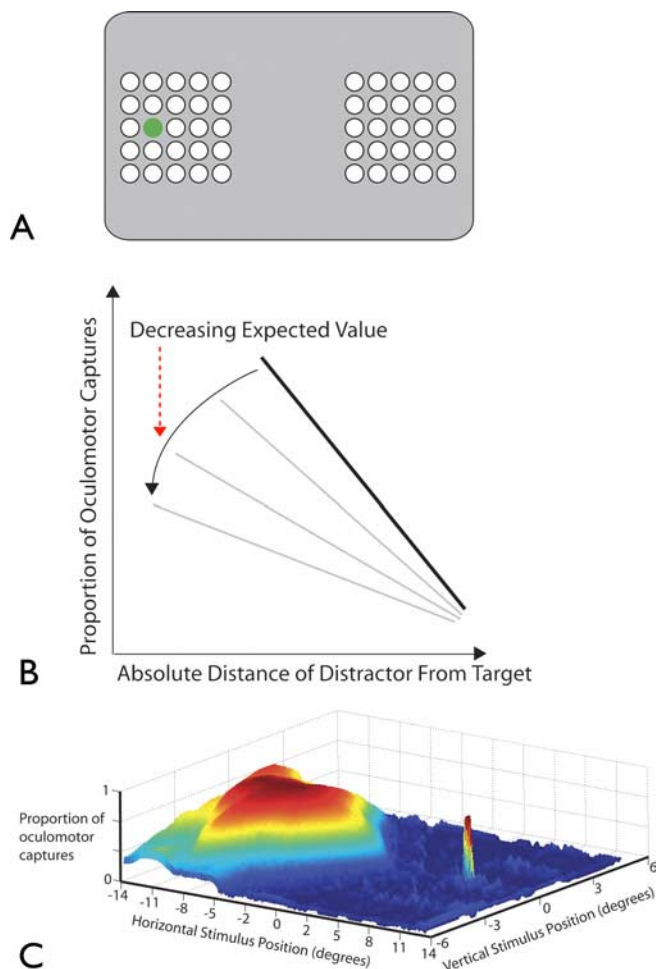 A
Proportion of Oculomotor Captures
Decreasing Expected Value
Absolute Distance of Distractor From Target
B
Proportion of
oculomotor
captures
1
0
-14
-11
-8
-5
-2
0
2
5
8
11
14
Horizontal Stimulus Position (degrees)
-6
-3
0
3
6
Vertical Stimulus Position (degrees)
C